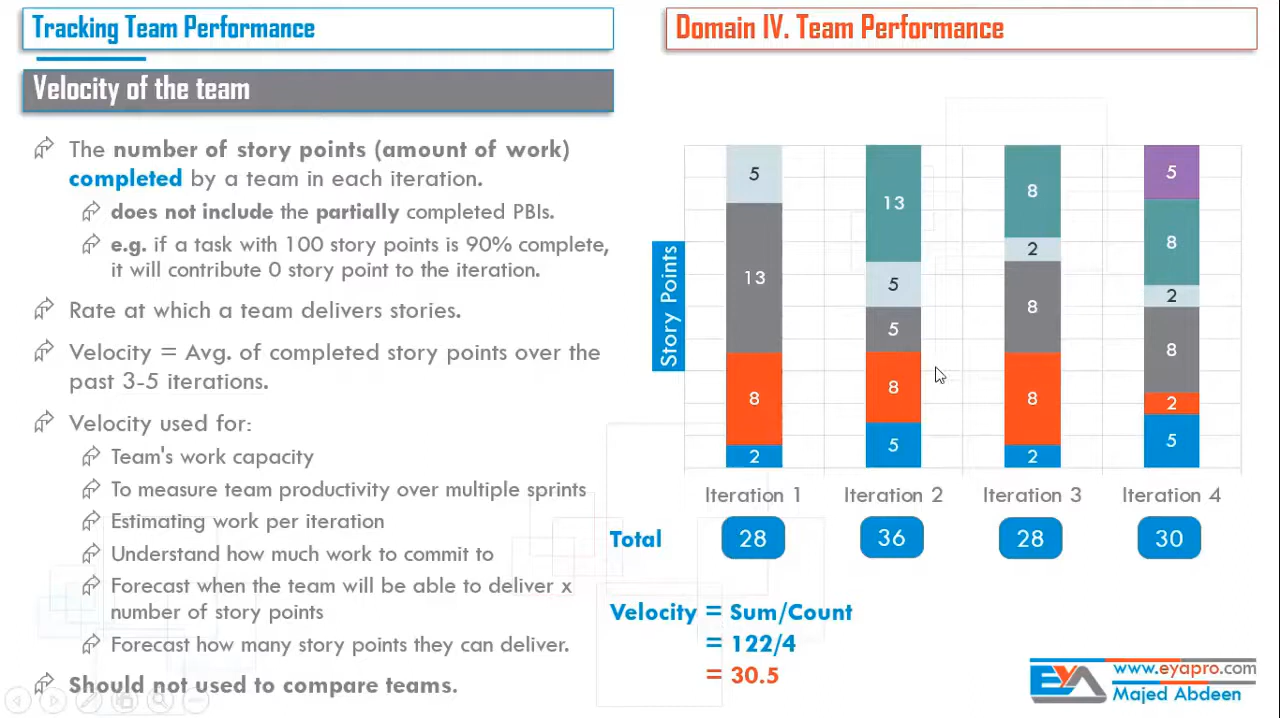 Tracking Team Performance
Domain IV. Team Performance
Velocity of the team
The number of story points (amount of work)
completed by a team in each iteration.
does not include the partially completed PBIs.
e.g. if a task with 100 story points is 90% complete,
it will contribute 0 story point to the iteration.
Rate at which a team delivers stories.
Velocity = Avg. of completed story points over the
past 3-5 iterations.
Velocity used for:
Team's work capacity
To measure team productivity over multiple sprints
Estimating work per iteration
Understand how much work to commit to
Forecast when the team will be able to deliver x
number of story points
Forecast how many story points they can deliver.
Should not used to compare teams.
Story Points
5
13
8
2
13
5
5
8
5
8
2
8
8
2
5
8
2
8
2
5
Iteration 1 Iteration 2 Iteration 3 Iteration 4
Total 28 36 28 30
Velocity = Sum/Count
= 122/4
= 30.5
EYA
www.eyapro.com
Majed Abdeen